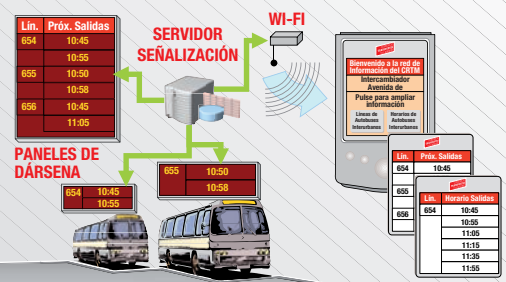 Lín. Próx. Salidas
654 10:45
10:55
655 10:50
10:58
656 10:45
11:05
SERVIDOR
SEÑALIZACIÓN
WI-FI
PANELES DE
DÁRSENA
654 10:45
10:55
655 10:50
10:58
Bienvenido a la red de
Información del CRTM
Intercambiador
Avenida de
Pulse para ampliar
información
Líneas de
Autobuses
Interurbanos
Horarios de
Autobuses
Interurbanos
Lín. Próx. Salidas
654 10:45
655
656
Lín. Horario Salidas
654 10:45
10:55
11:05
11:15
11:35
11:55